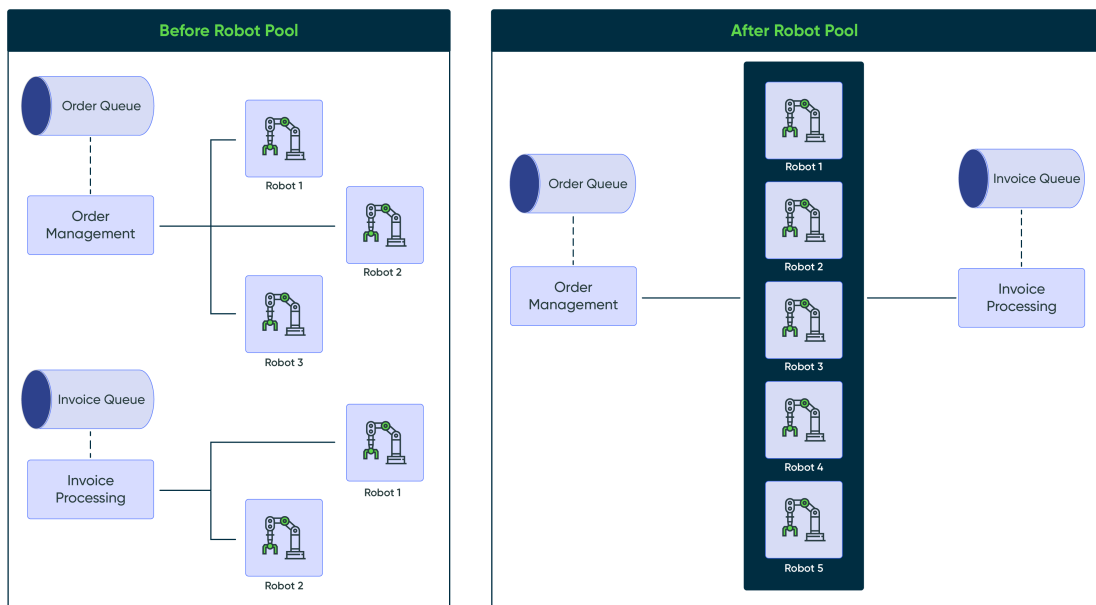 Before Robot Pool
Order Queue
Order
Management
Robot 1
Robot 2
Robot 3
Invoice Queue
Invoice
Processing
Robot 1
Robot 2
After Robot Pool
Order Queue
Order
Management
Robot 1
Robot 2
Robot 3
Robot 4
Robot 5
Invoice Queue
Invoice
Processing